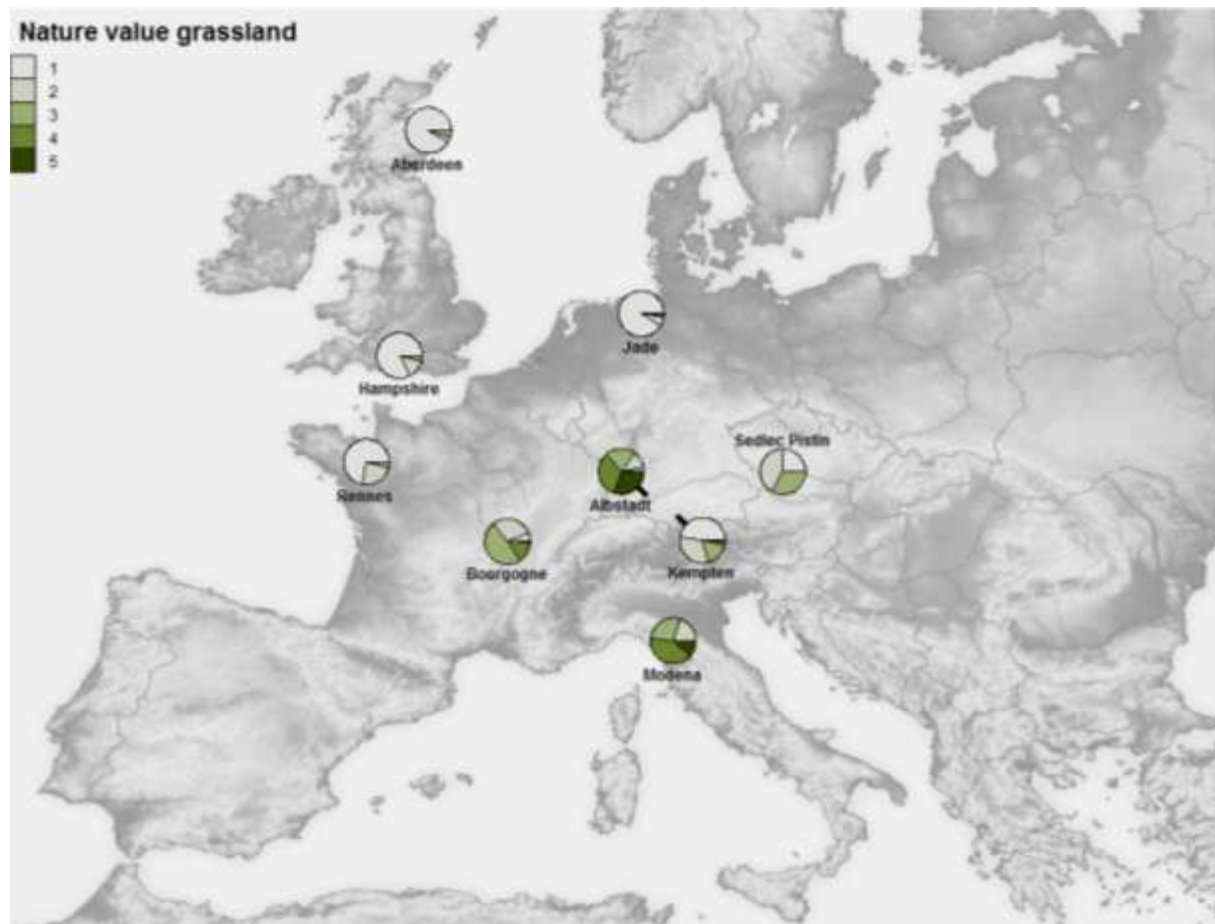 Nature value grassland
1
2
3
4
5
Aberdeen
Jade
Hampshire
Sedlec Pistin
Rennes
Albstadt
Bourgogne
Kempten
Modena